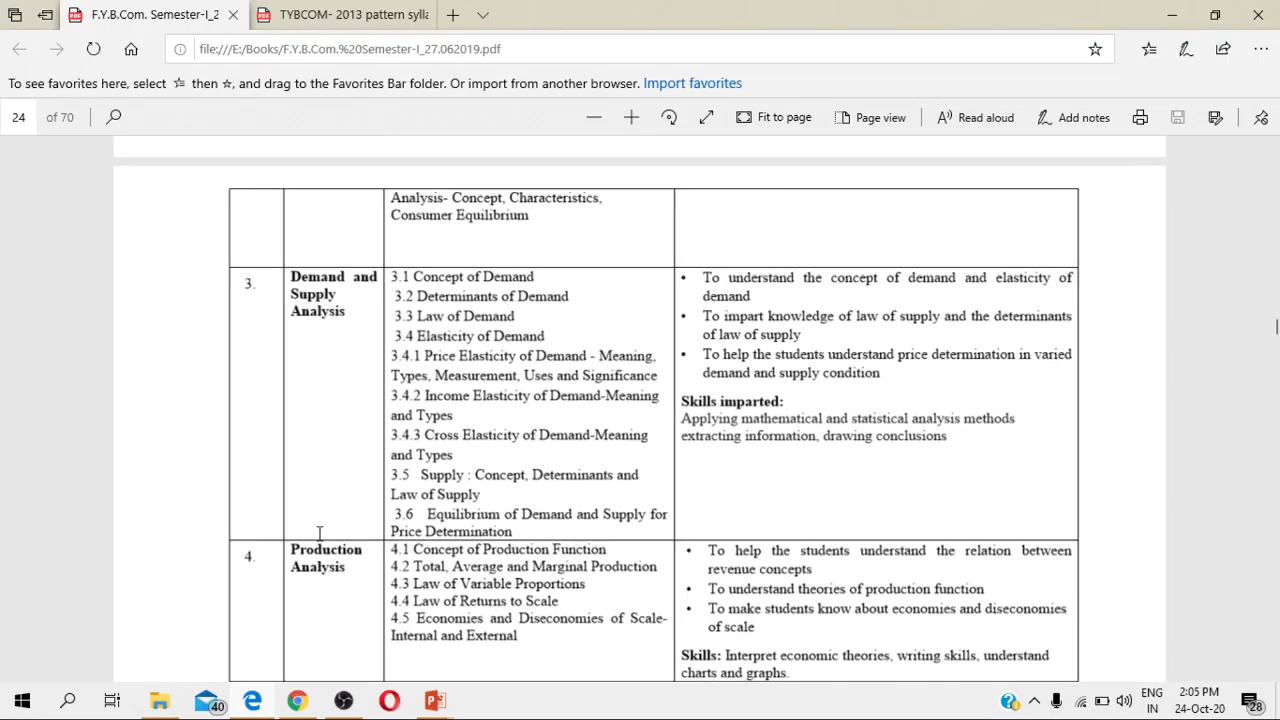 F.Y.B.Com. Semester-I_2
TYBCOM- 2013 pattern sylla
file:///E:/Books/F.Y.B.Com.%20Semester-I_27.062019.pdf
To see favorites here, select ☆ then ☆, and drag to the Favorites Bar folder. Or import from another browser. Import favorites
24 of 70
Fit to page
Page view
Read aloud
Add notes
Analysis- Concept, Characteristics,
Consumer Equilibrium
3.
Demand and
Supply
Analysis
3.1 Concept of Demand
3.2 Determinants of Demand
3.3 Law of Demand
3.4 Elasticity of Demand
3.4.1 Price Elasticity of Demand - Meaning,
Types, Measurement, Uses and Significance
3.4.2 Income Elasticity of Demand-Meaning
and Types
3.4.3 Cross Elasticity of Demand-Meaning
and Types
3.5 Supply : Concept, Determinants and
Law of Supply
3.6 Equilibrium of Demand and Supply for
Price Determination
• To understand the concept of demand and elasticity of
demand
• To impart knowledge of law of supply and the determinants
of law of supply
• To help the students understand price determination in varied
demand and supply condition
Skills imparted:
Applying mathematical and statistical analysis methods
extracting information, drawing conclusions
4.
Production
Analysis
4.1 Concept of Production Function
4.2 Total, Average and Marginal Production
4.3 Law of Variable Proportions
4.4 Law of Returns to Scale
4.5 Economies and Diseconomies of Scale-
Internal and External
• To help the students understand the relation between
revenue concepts
• To understand theories of production function
• To make students know about economies and diseconomies
of scale
Skills: Interpret economic theories, writing skills, understand
charts and graphs.
40
ENG
IN
2:05 PM
24-Oct-20
28